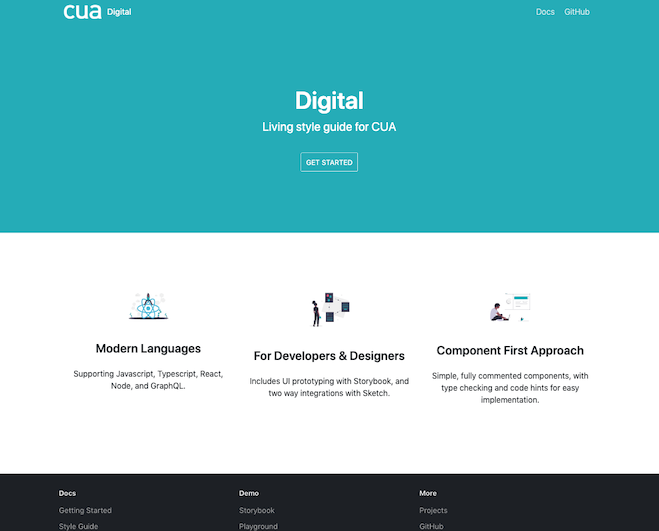 cua Digital
Docs GitHub
Digital
Living style guide for CUA
GET STARTED
Modern Languages
Supporting Javascript, Typescript, React,
Node, and GraphQL.
For Developers & Designers
Includes UI prototyping with Storybook, and
two way integrations with Sketch.
Component First Approach
Simple, fully commented components, with
type checking and code hints for easy
implementation.
Docs
Getting Started
Style Guide
Demo
Storybook
Playground
More
Projects
GitHub